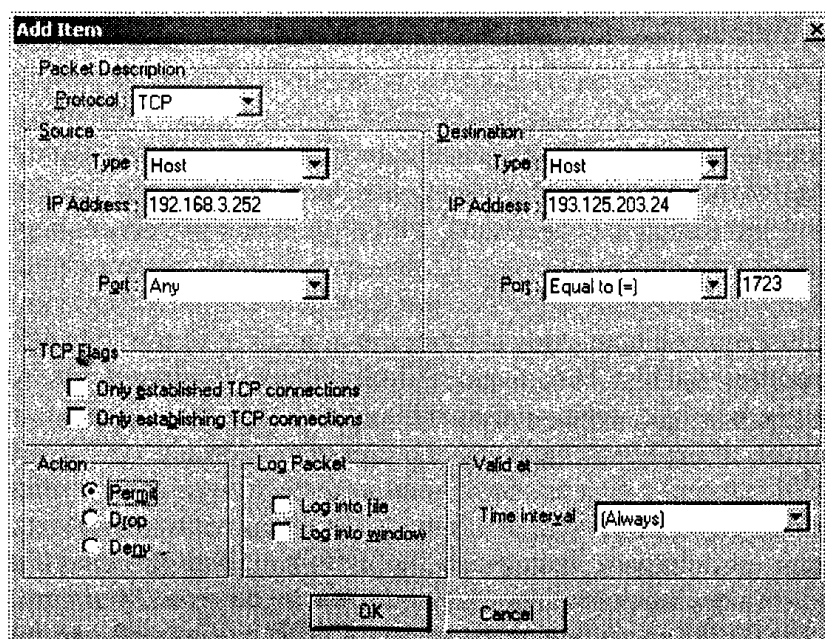 Add Item
Packet Description
Protocol : TCP
Source
Type : Host
IP Address : 192.168.3.252
Port : Any
Destination
Type : Host
IP Address : 193.125.203.24
Port : Equal to (=) 1723
TCP Flags
Only established TCP connections
Only establishing TCP connections
Action
Permit
Drop
Deny
Log Packet
Log into file
Log into window
Valid at
Time interval (Always)
OK
Cancel